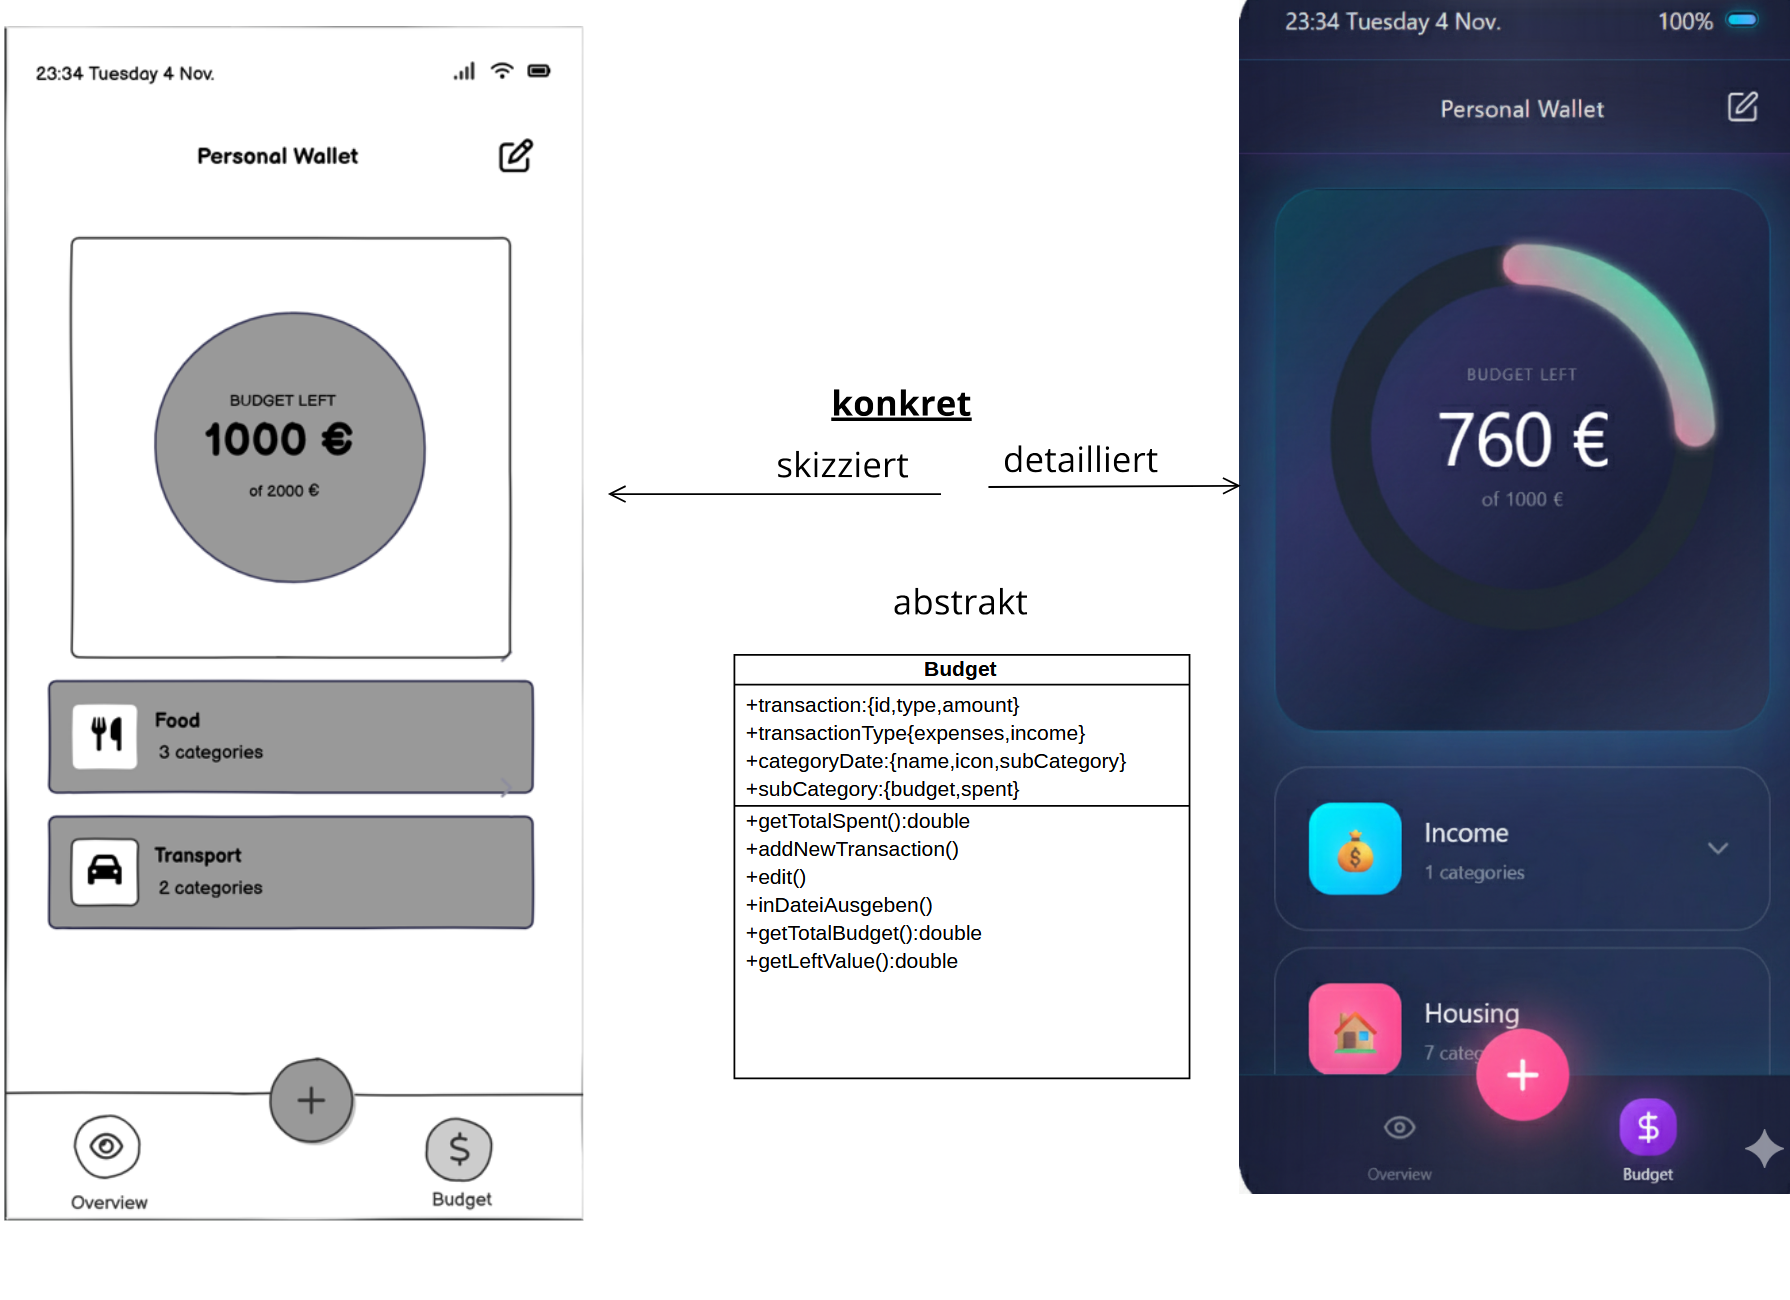 23:34 Tuesday 4 Nov.
Personal Wallet
BUDGET LEFT
1000 €
of 2000 €
Food
3 categories
Transport
2 categories
+
$
Overview
Budget
konkret
skizziert
detailliert
abstrakt
Budget
+transaction:{id,type,amount}
+transactionType{expenses,income}
+categoryDate:{name,icon,subCategory}
+subCategory:{budget,spent}
+getTotalSpent():double
+addNewTransaction()
+edit()
+inDateiAusgeben()
+getTotalBudget():double
+getLeftValue():double
23:34 Tuesday 4 Nov.
100%
Personal Wallet
BUDGET LEFT
760 €
of 1000 €
$
Income
1 categories
Housing
7 categ
+
$
Overview
Budget